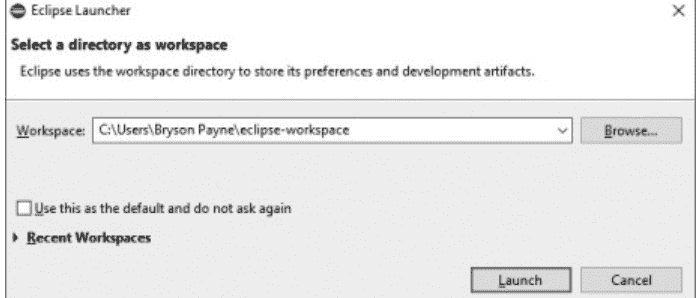 Eclipse Launcher
Select a directory as workspace
Eclipse uses the workspace directory to store its preferences and development artifacts.
Workspace: C:\Users\Bryson Payne\eclipse-workspace Browse...
Use this as the default and do not ask again
Recent Workspaces
Launch Cancel